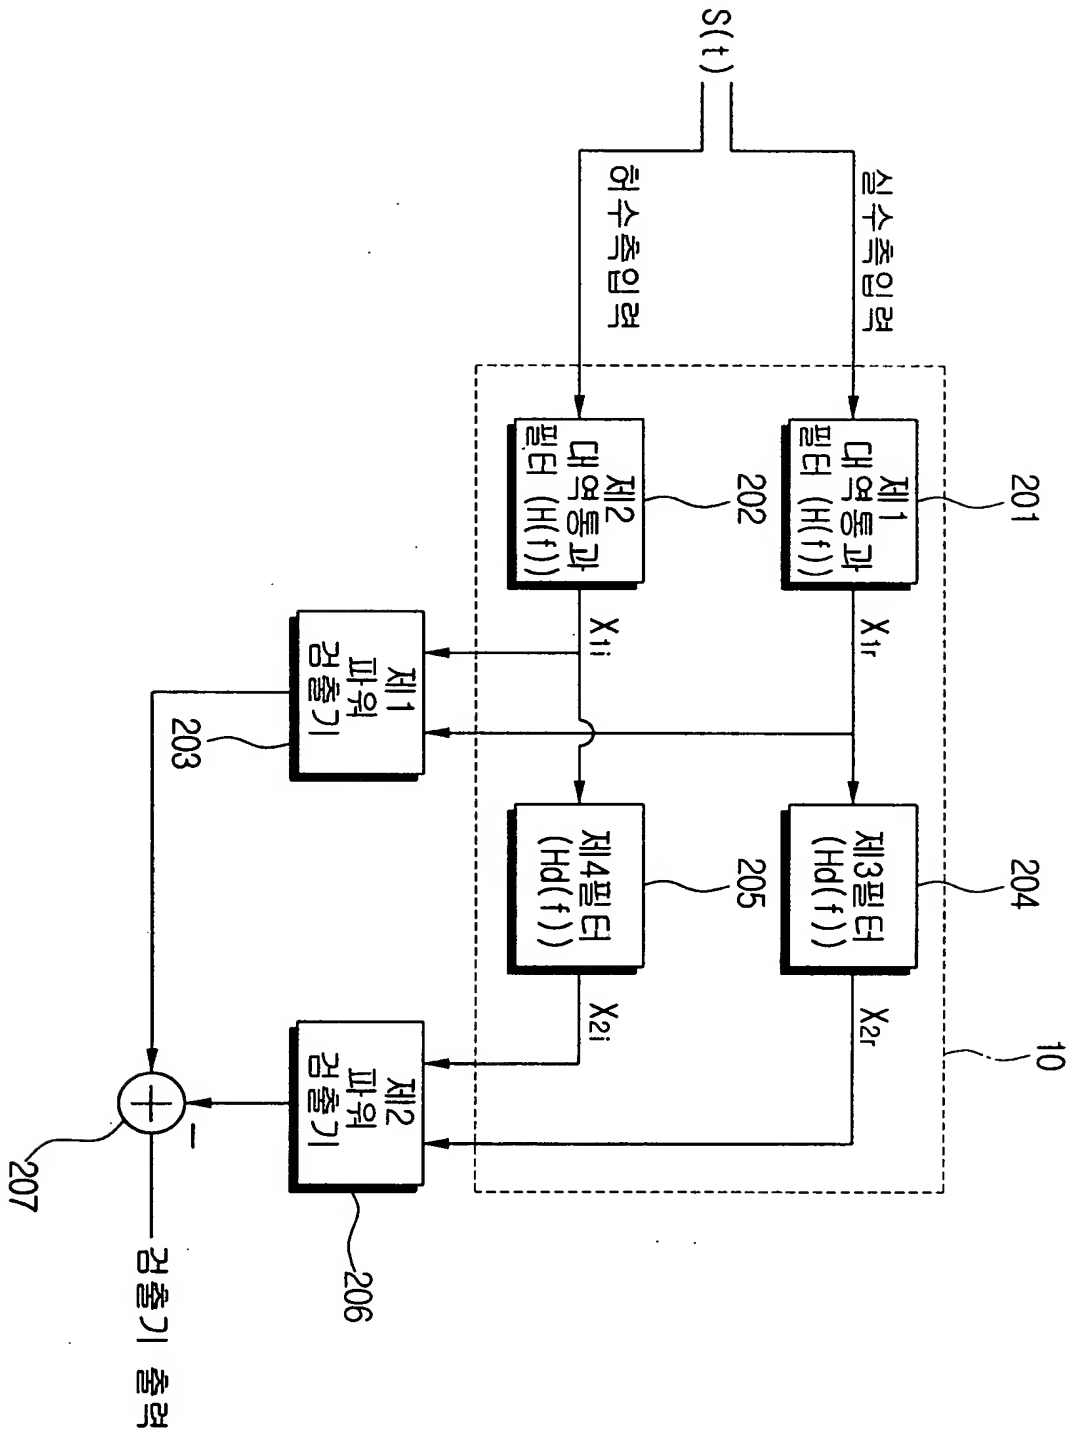 10
201
204
실수축입력
제1
대역통과
필터 (H(f))
X1r
제3필터
(Hd(f))
X2r
202
205
S(t)
허수축입력
제2
대역통과
필터 (H(f))
X1i
제4필터
(Hd(f))
X2i
제1
파워
검출기
203
제2
파워
검출기
206
−
+
검출기 출력
207